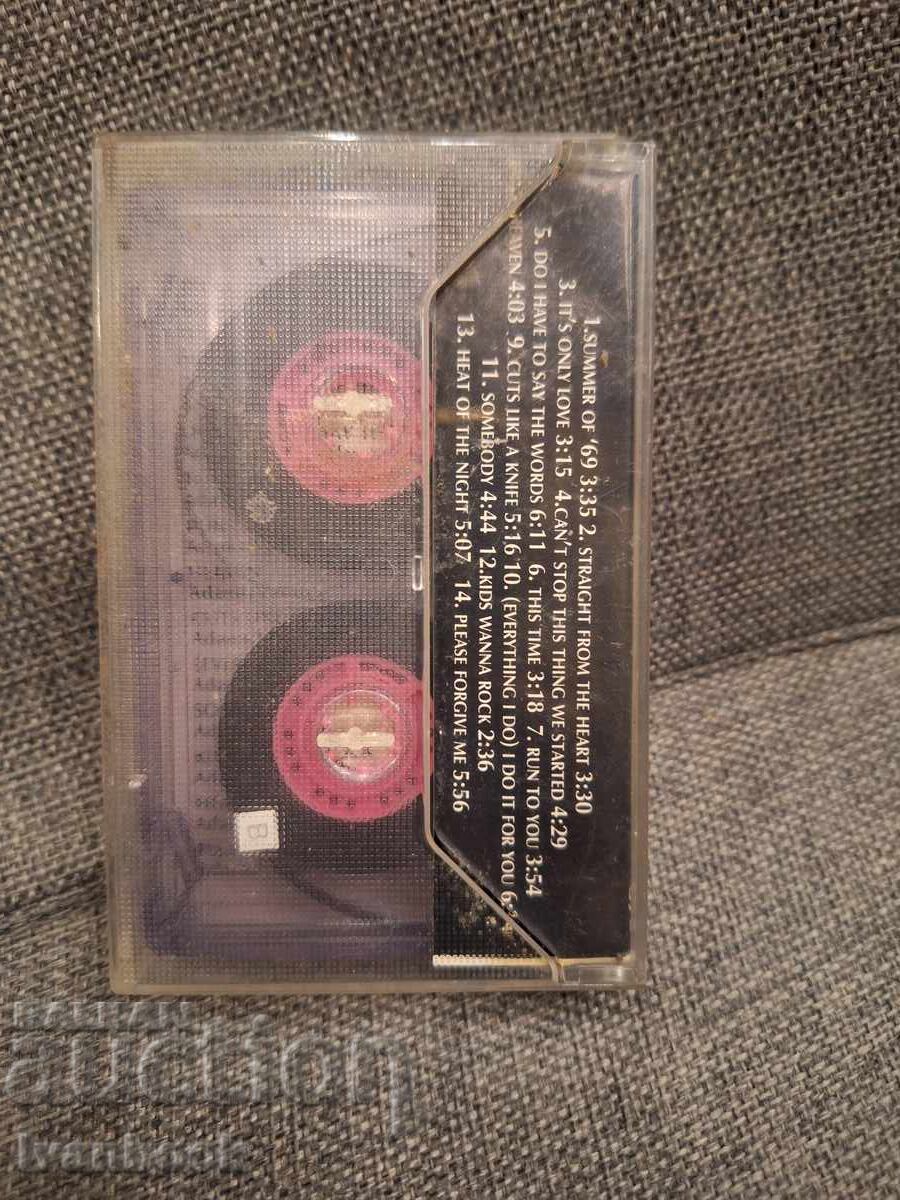 1.SUMMER OF '69 3:35 2. STRAIGHT FROM THE HEART 3:30
3. IT'S ONLY LOVE 3:15 4.CAN'T STOP THIS THING WE STARTED 4:29
5. DO I HAVE TO SAY THE WORDS 6:11 6. THIS TIME 3:18 7. RUN TO YOU 3:54
4:03 9. CUTS LIKE A KNIFE 5:16 10. (EVERYTHING I DO) I DO IT FOR YOU
11. SOMEBODY 4:44 12.KIDS WANNA ROCK 2:36
13. HEAT OF THE NIGHT 5:07 14. PLEASE FORGIVE ME 5:56
B
BALKAN
auction
Ivanbook